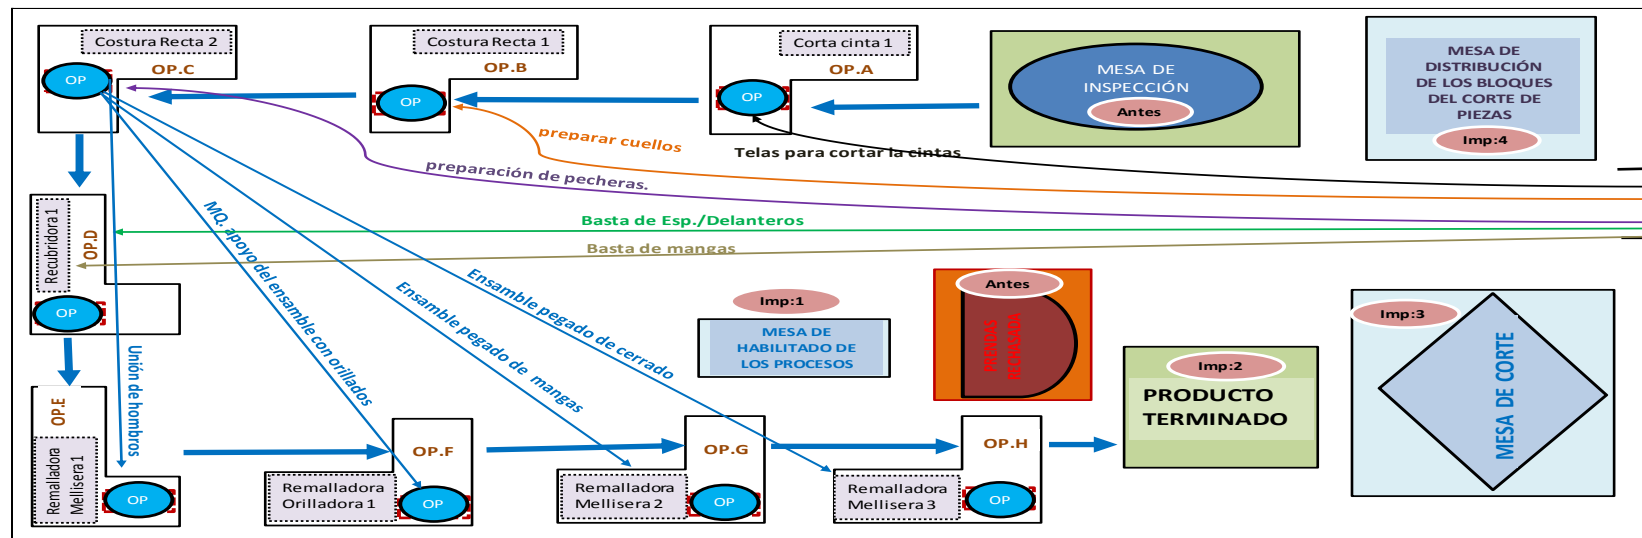 Costura Recta 2
OP.C
OP
Costura Recta 1
OP.B
OP
Corta cinta 1
OP.A
OP
MESA DE
INSPECCIÓN
Antes
MESA DE
DISTRIBUCIÓN
DE LOS BLOQUES
DEL CORTE DE
PIEZAS
Imp:4
preparar cuellos
Telas para cortar la cintas
preparación de pecheras.
Basta de Esp./Delanteros
Basta de mangas
Recubridora 1
OP.D
OP
MQ. apoyo del ensamble con orillados
Ensamble pegado de mangas
Ensamble pegado de cerrado
Unión de hombros
Imp:1
MESA DE
HABILITADO DE
LOS PROCESOS
Antes
PRENDAS
RECHASADA
Imp:2
PRODUCTO
TERMINADO
Imp:3
MESA DE CORTE
OP.E
Remalladora
Mellisera 1
OP
OP.F
Remalladora
Orilladora 1
OP
OP.G
Remalladora
Mellisera 2
OP
OP.H
Remalladora
Mellisera 3
OP